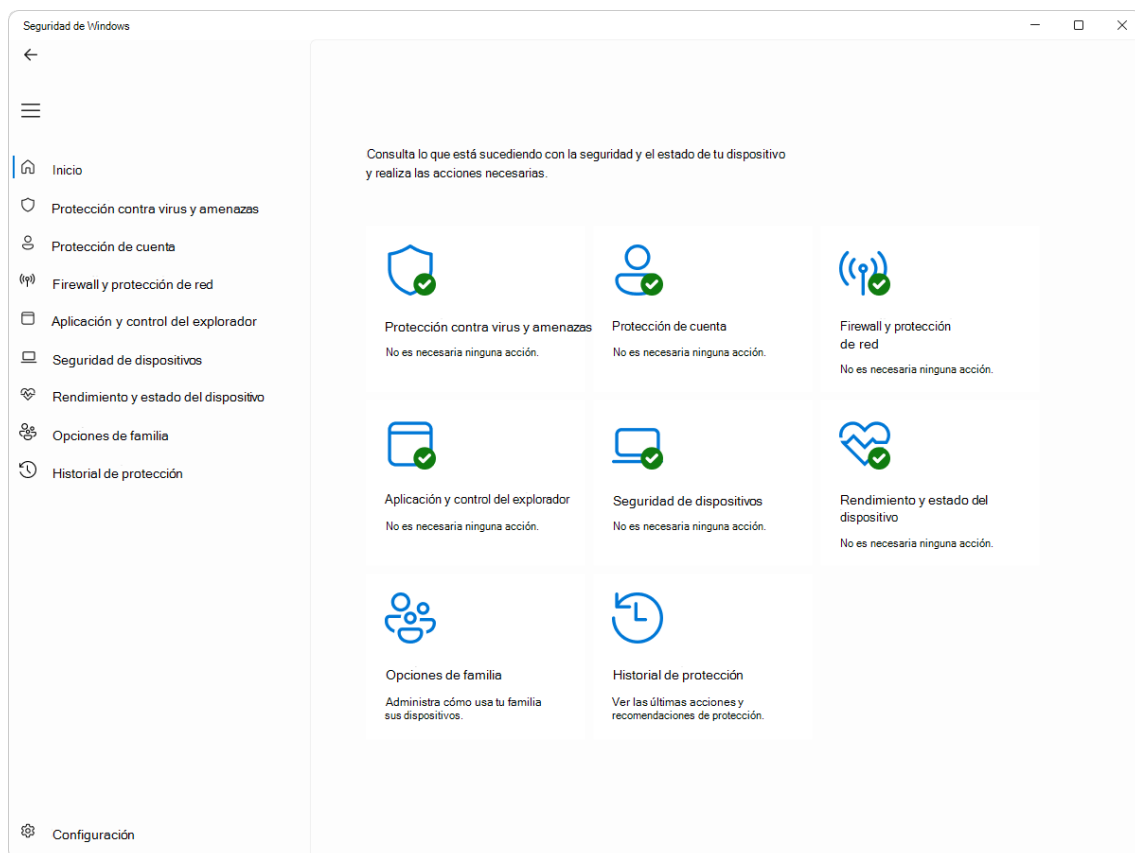 Seguridad de Windows
Inicio
Protección contra virus y amenazas
Protección de cuenta
Firewall y protección de red
Aplicación y control del explorador
Seguridad de dispositivos
Rendimiento y estado del dispositivo
Opciones de familia
Historial de protección
Configuración
Consulta lo que está sucediendo con la seguridad y el estado de tu dispositivo
y realiza las acciones necesarias.
Protección contra virus y amenazas
No es necesaria ninguna acción.
Protección de cuenta
No es necesaria ninguna acción.
Firewall y protección
de red
No es necesaria ninguna acción.
Aplicación y control del explorador
No es necesaria ninguna acción.
Seguridad de dispositivos
No es necesaria ninguna acción.
Rendimiento y estado del
dispositivo
No es necesaria ninguna acción.
Opciones de familia
Administra cómo usa tu familia
sus dispositivos.
Historial de protección
Ver las últimas acciones y
recomendaciones de protección.